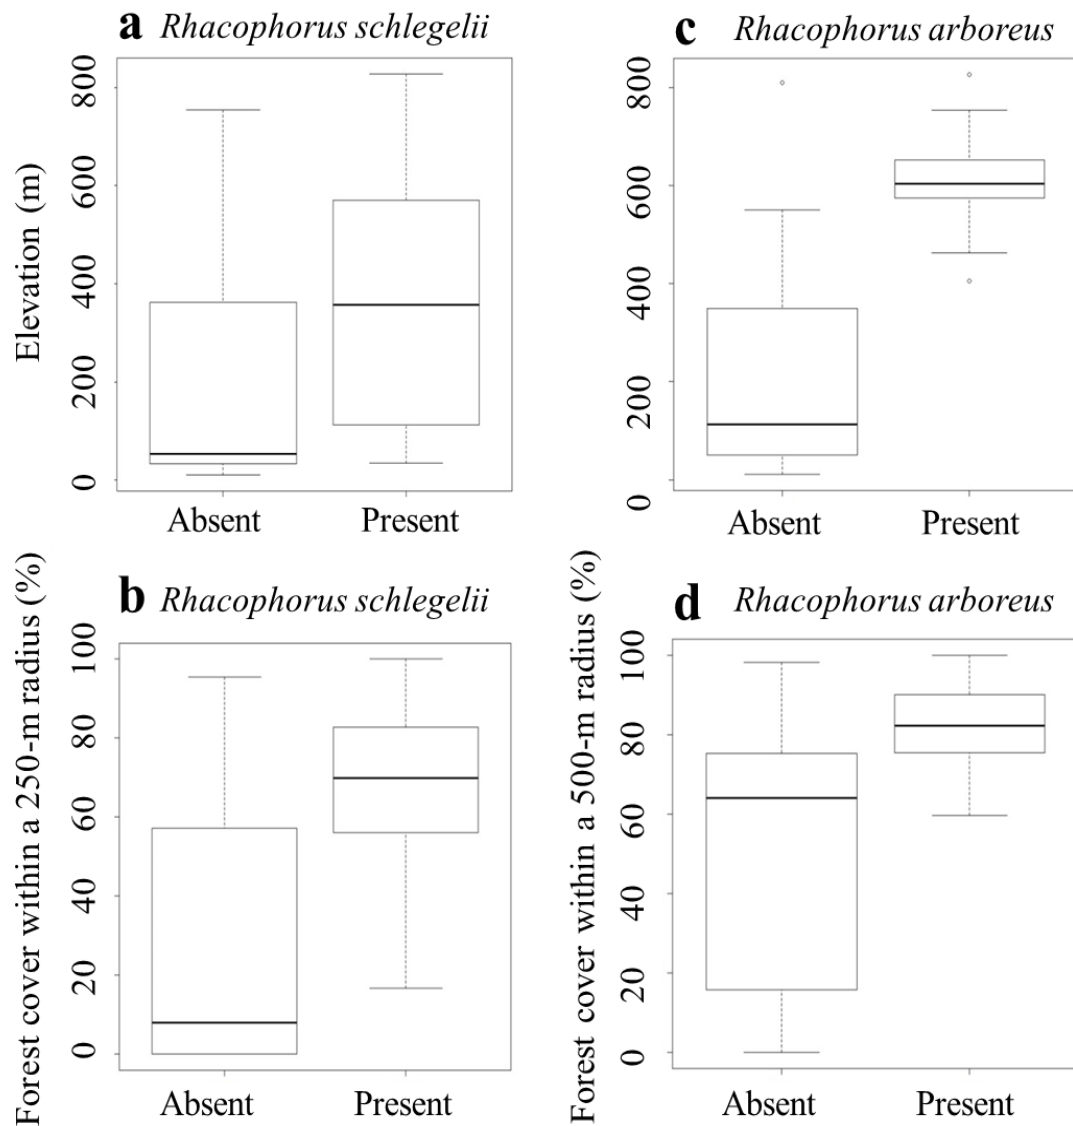 a Rhacophorus schlegelii
Elevation (m)
800
600
400
200
0
Absent Present
c Rhacophorus arboreus
800
600
400
200
0
Absent Present
b Rhacophorus schlegelii
Forest cover within a 250-m radius (%)
100
80
60
40
20
0
Absent Present
d Rhacophorus arboreus
Forest cover within a 500-m radius (%)
100
80
60
40
20
0
Absent Present